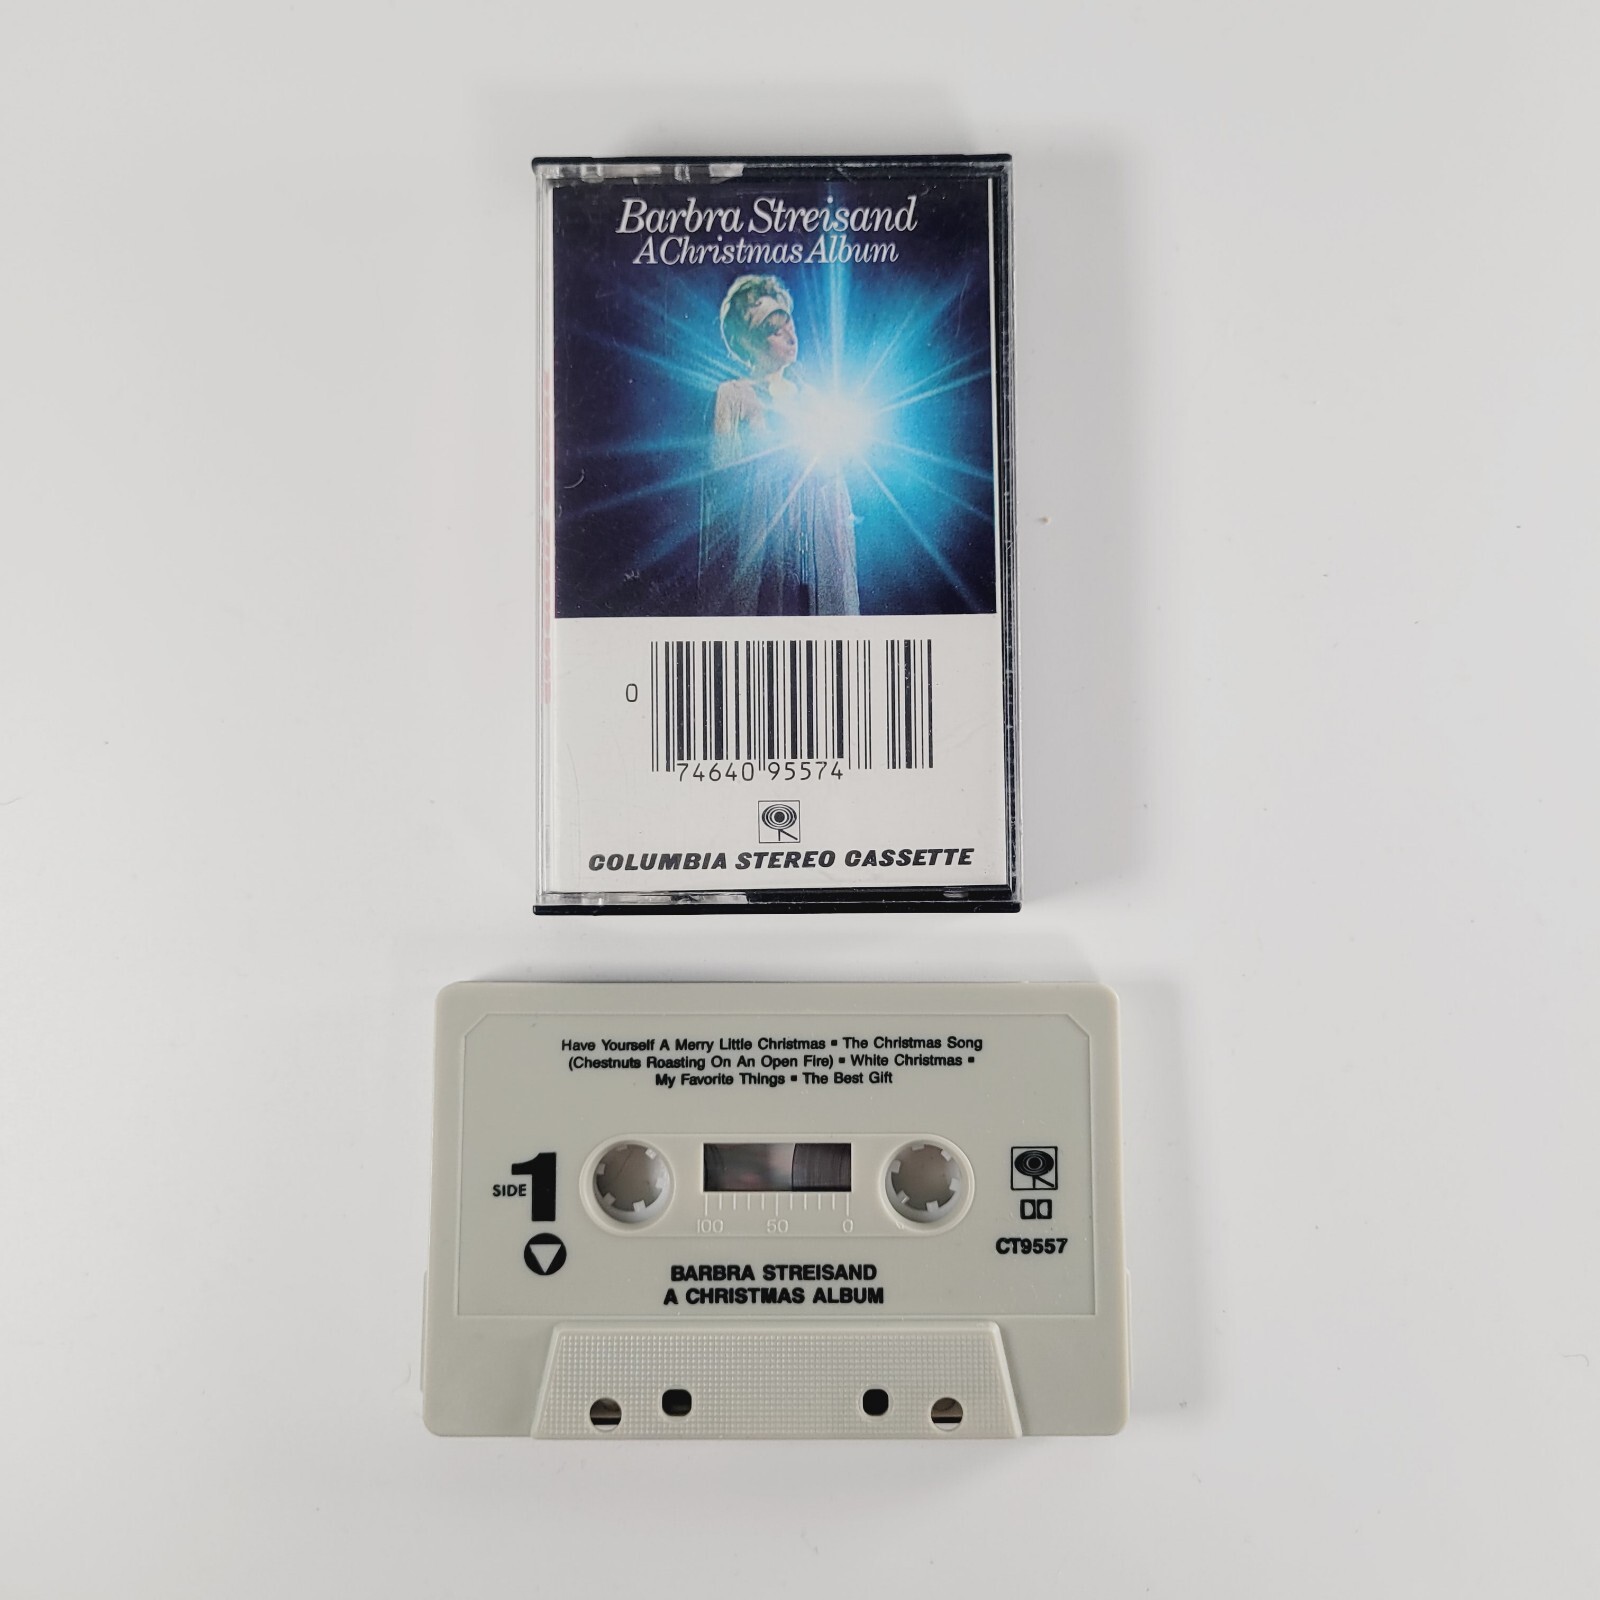 Barbra Streisand
A Christmas Album
0
74640 95574
COLUMBIA STEREO CASSETTE
Have Yourself A Merry Little Christmas ▪ The Christmas Song
(Chestnuts Roasting On An Open Fire) ▪ White Christmas ▪
My Favorite Things ▪ The Best Gift
SIDE 1
100 50 0
CT9557
BARBRA STREISAND
A CHRISTMAS ALBUM